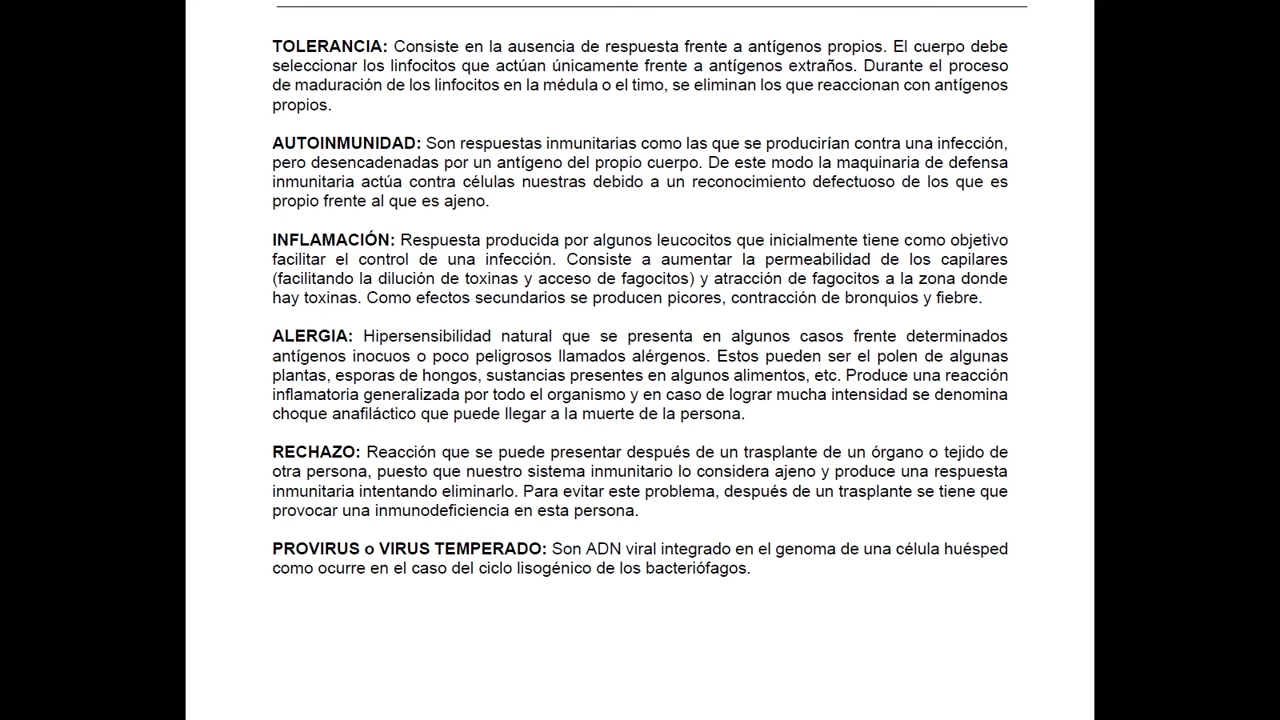 TOLERANCIA: Consiste en la ausencia de respuesta frente a antígenos propios. El cuerpo debe
seleccionar los linfocitos que actúan únicamente frente a antígenos extraños. Durante el proceso
de maduración de los linfocitos en la médula o el timo, se eliminan los que reaccionan con antígenos
propios.
AUTOINMUNIDAD: Son respuestas inmunitarias como las que se producirían contra una infección,
pero desencadenadas por un antígeno del propio cuerpo. De este modo la maquinaria de defensa
inmunitaria actúa contra células nuestras debido a un reconocimiento defectuoso de los que es
propio frente al que es ajeno.
INFLAMACIÓN: Respuesta producida por algunos leucocitos que inicialmente tiene como objetivo
facilitar el control de una infección. Consiste a aumentar la permeabilidad de los capilares
(facilitando la dilución de toxinas y acceso de fagocitos) y atracción de fagocitos a la zona donde
hay toxinas. Como efectos secundarios se producen picores, contracción de bronquios y fiebre.
ALERGIA: Hipersensibilidad natural que se presenta en algunos casos frente determinados
antígenos inocuos o poco peligrosos llamados alérgenos. Estos pueden ser el polen de algunas
plantas, esporas de hongos, sustancias presentes en algunos alimentos, etc. Produce una reacción
inflamatoria generalizada por todo el organismo y en caso de lograr mucha intensidad se denomina
choque anafiláctico que puede llegar a la muerte de la persona.
RECHAZO: Reacción que se puede presentar después de un trasplante de un órgano o tejido de
otra persona, puesto que nuestro sistema inmunitario lo considera ajeno y produce una respuesta
inmunitaria intentando eliminarlo. Para evitar este problema, después de un trasplante se tiene que
provocar una inmunodeficiencia en esta persona.
PROVIRUS o VIRUS TEMPERADO: Son ADN viral integrado en el genoma de una célula huésped
como ocurre en el caso del ciclo lisogénico de los bacteriófagos.